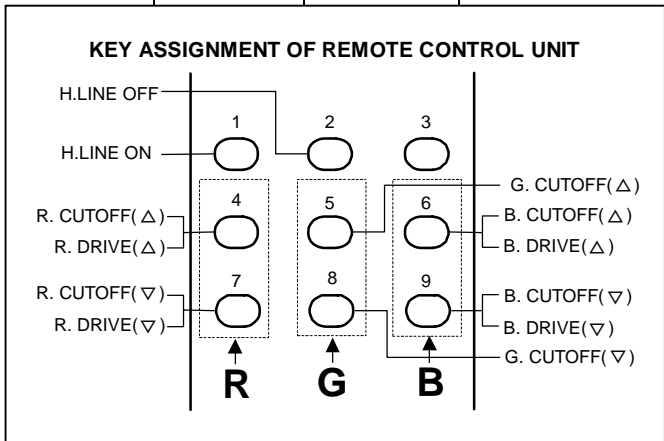 KEY ASSIGNMENT OF REMOTE CONTROL UNIT
H.LINE OFF
1 2 3
H.LINE ON
G. CUTOFF(△)
4 5 6
R. CUTOFF(△)
B. CUTOFF(△)
R. DRIVE(△)
B. DRIVE(△)
7 8 9
R. CUTOFF(▽)
B. CUTOFF(▽)
R. DRIVE(▽)
B. DRIVE(▽)
G. CUTOFF(▽)
R G B